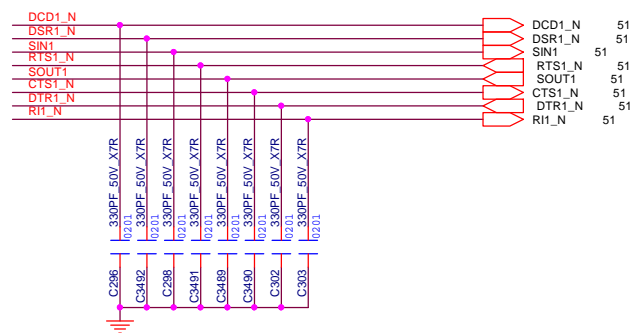 DCD1_N DCD1_N 51
DSR1_N DSR1_N 51
SIN1 SIN1 51
RTS1_N RTS1_N 51
SOUT1 SOUT1 51
CTS1_N CTS1_N 51
DTR1_N DTR1_N 51
RI1_N RI1_N 51
330PF_50V_X7R 0201 C296
330PF_50V_X7R 0201 C3492
330PF_50V_X7R 0201 C298
330PF_50V_X7R 0201 C3491
330PF_50V_X7R 0201 C3489
330PF_50V_X7R 0201 C3490
330PF_50V_X7R 0201 C302
330PF_50V_X7R 0201 C303